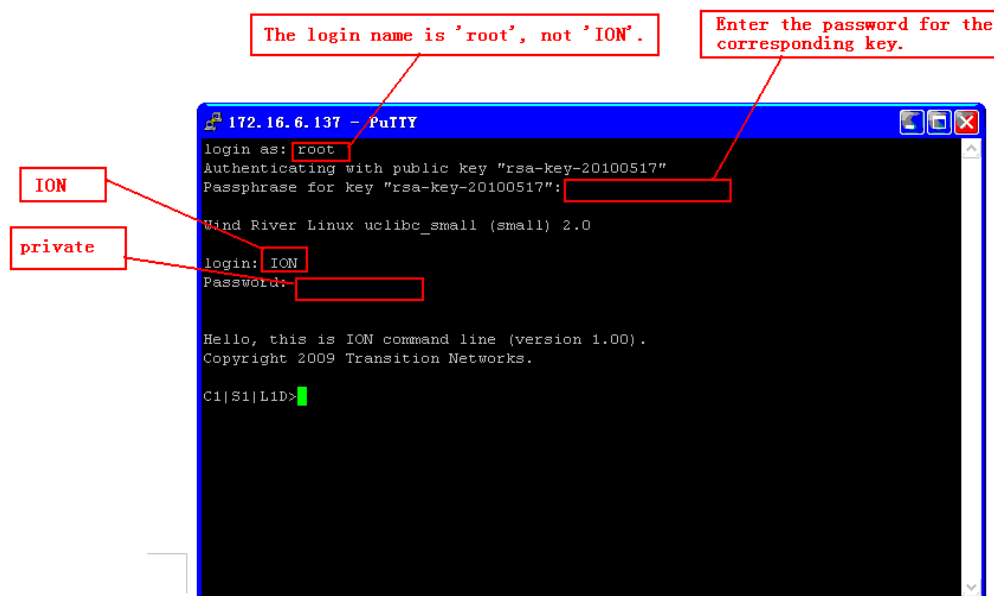 The login name is 'root', not 'ION'.
Enter the password for the
corresponding key.
172.16.6.137 - PuTTY
login as: root
Authenticating with public key "rsa-key-20100517"
Passphrase for key "rsa-key-20100517":
ION
Wind River Linux uclibc_small (small) 2.0
private
login: ION
Password:
Hello, this is ION command line (version 1.00).
Copyright 2009 Transition Networks.
C1|S1|L1D>